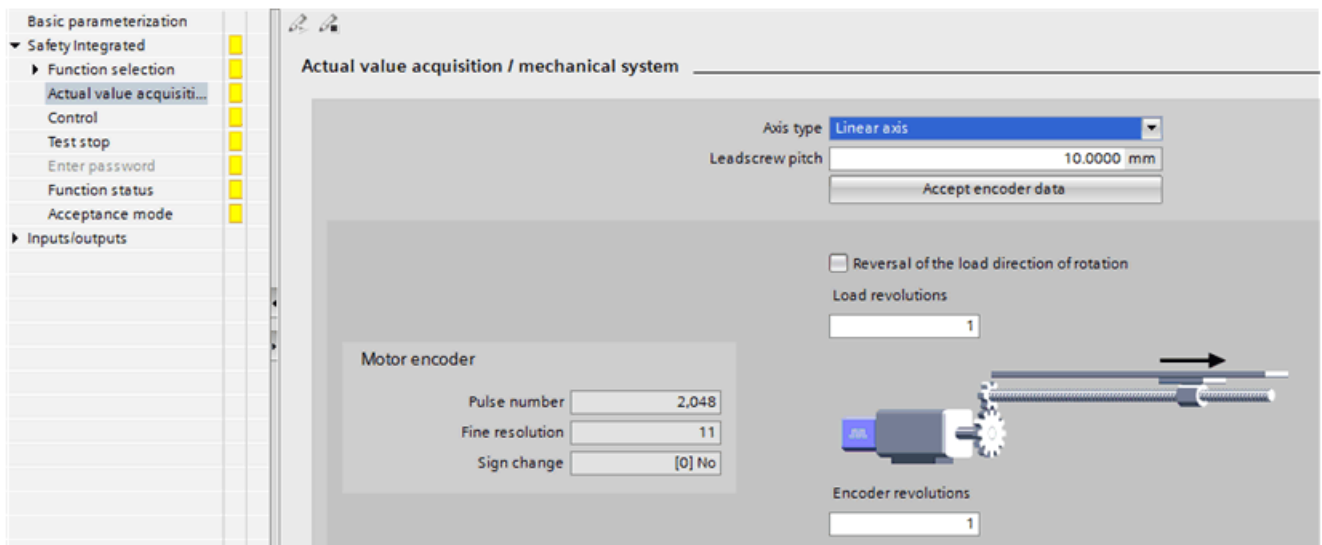 Basic parameterization
Safety Integrated
Function selection
Actual value acquisiti...
Control
Test stop
Enter password
Function status
Acceptance mode
Inputs/outputs
Actual value acquisition / mechanical system
Axis type Linear axis
Leadscrew pitch 10.0000 mm
Accept encoder data
Reversal of the load direction of rotation
Load revolutions
1
Motor encoder
Pulse number 2,048
Fine resolution 11
Sign change [0] No
Encoder revolutions
1